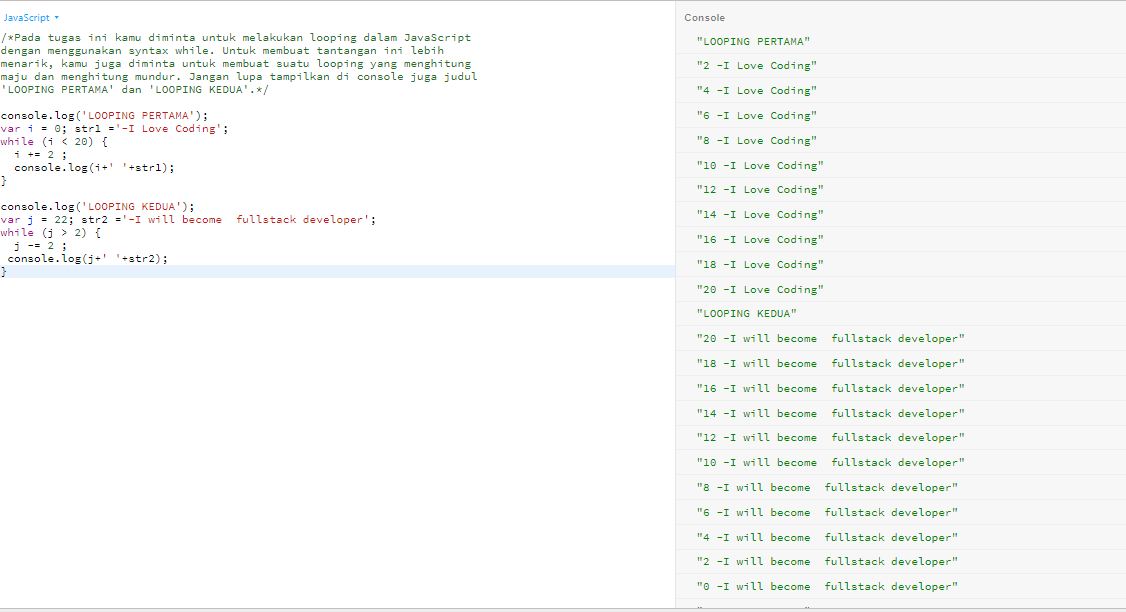 JavaScript
/*Pada tugas ini kamu diminta untuk melakukan looping dalam JavaScript
dengan menggunakan syntax while. Untuk membuat tantangan ini lebih
menarik, kamu juga diminta untuk membuat suatu looping yang menghitung
maju dan menghitung mundur. Jangan lupa tampilkan di console juga judul
'LOOPING PERTAMA' dan 'LOOPING KEDUA'.*/
console.log('LOOPING PERTAMA');
var i = 0; str1 ='-I Love Coding';
while (i < 20) {
  i += 2 ;
  console.log(i+' '+str1);
}
console.log('LOOPING KEDUA');
var j = 22; str2 ='-I will become  fullstack developer';
while (j > 2) {
  j -= 2 ;
 console.log(j+' '+str2);
}
Console
"LOOPING PERTAMA"
"2 -I Love Coding"
"4 -I Love Coding"
"6 -I Love Coding"
"8 -I Love Coding"
"10 -I Love Coding"
"12 -I Love Coding"
"14 -I Love Coding"
"16 -I Love Coding"
"18 -I Love Coding"
"20 -I Love Coding"
"LOOPING KEDUA"
"20 -I will become  fullstack developer"
"18 -I will become  fullstack developer"
"16 -I will become  fullstack developer"
"14 -I will become  fullstack developer"
"12 -I will become  fullstack developer"
"10 -I will become  fullstack developer"
"8 -I will become  fullstack developer"
"6 -I will become  fullstack developer"
"4 -I will become  fullstack developer"
"2 -I will become  fullstack developer"
"0 -I will become  fullstack developer"